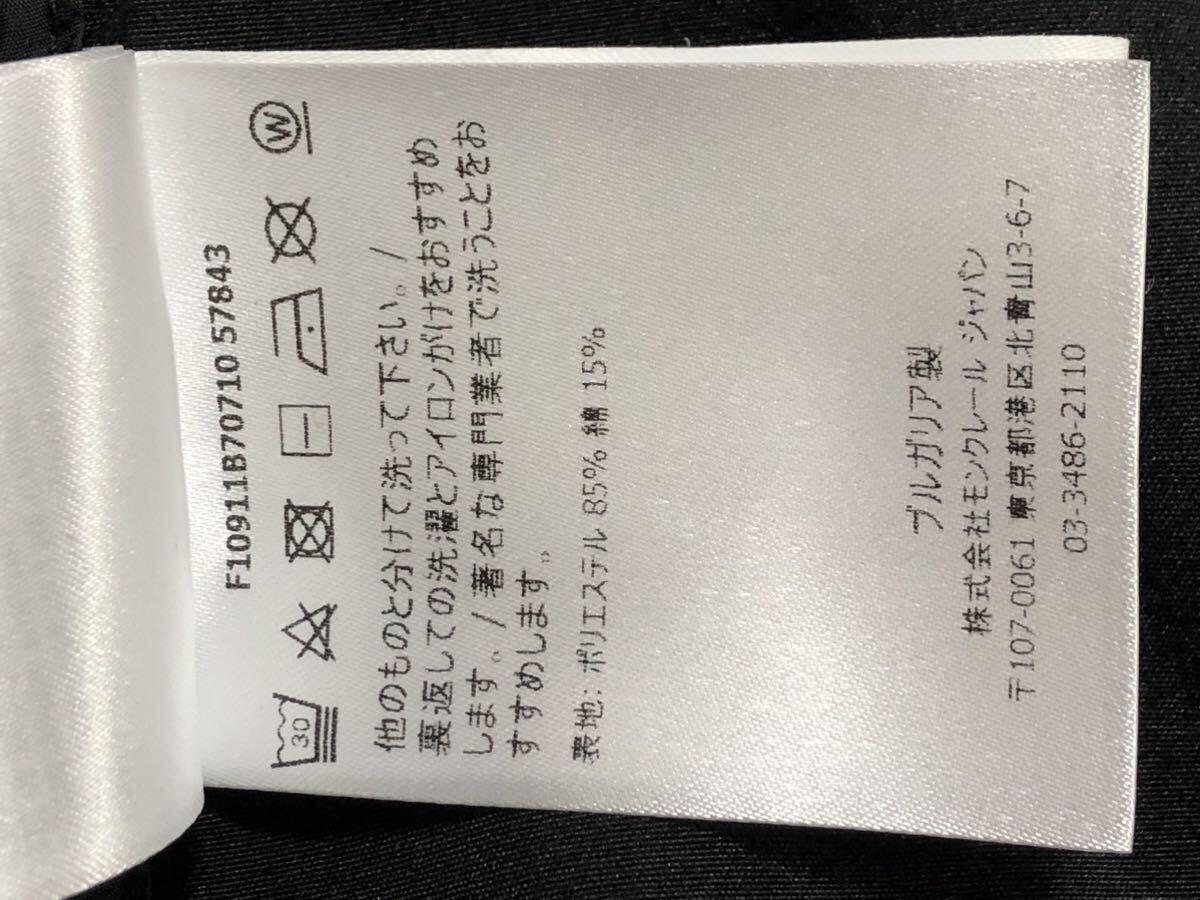 F10911B70710 57843
30
W
他のものと分けて洗って下さい。/
裏返しての洗濯とアイロンがけをおすすめ
します。/ 著名な専門業者で洗うことをお
すすめします。
表地: ポリエステル 85% 綿 15%
ブルガリア製
株式会社モンクレール ジャパン
〒107-0061 東京都港区北青山3-6-7
03-3486-2110